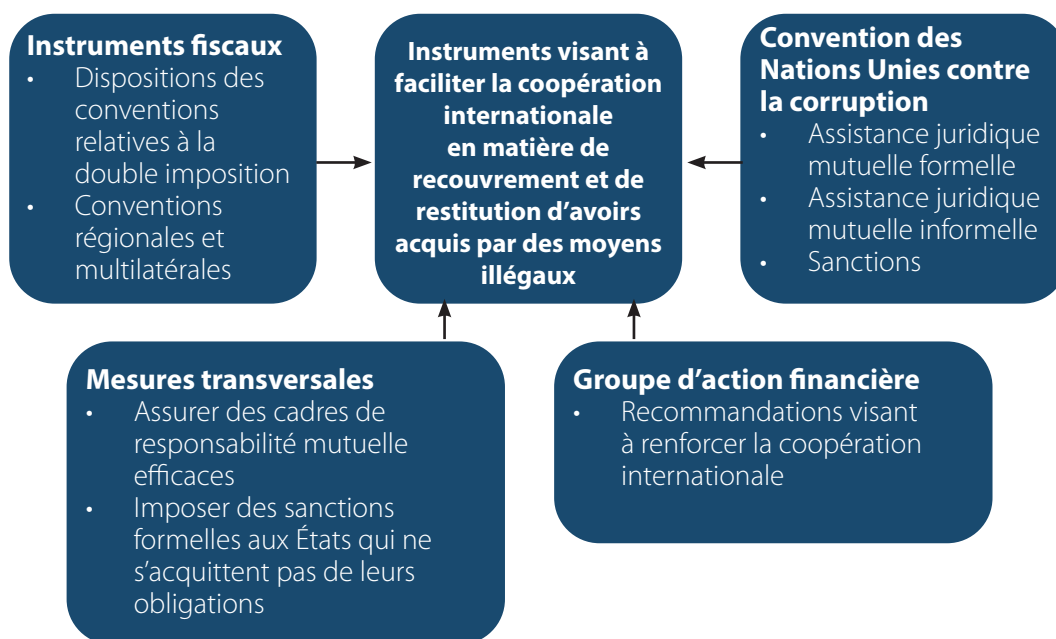 Instruments fiscaux
• Dispositions des
conventions
relatives à la
double imposition
• Conventions
régionales et
multilatérales
Instruments visant à
faciliter la coopération
internationale
en matière de
recouvrement et de
restitution d’avoirs
acquis par des moyens
illégaux
Convention des
Nations Unies contre
la corruption
• Assistance juridique
mutuelle formelle
• Assistance juridique
mutuelle informelle
• Sanctions
Mesures transversales
• Assurer des cadres de
responsabilité mutuelle
efficaces
• Imposer des sanctions
formelles aux États qui ne
s’acquittent pas de leurs
obligations
Groupe d’action financière
• Recommandations visant
à renforcer la coopération
internationale